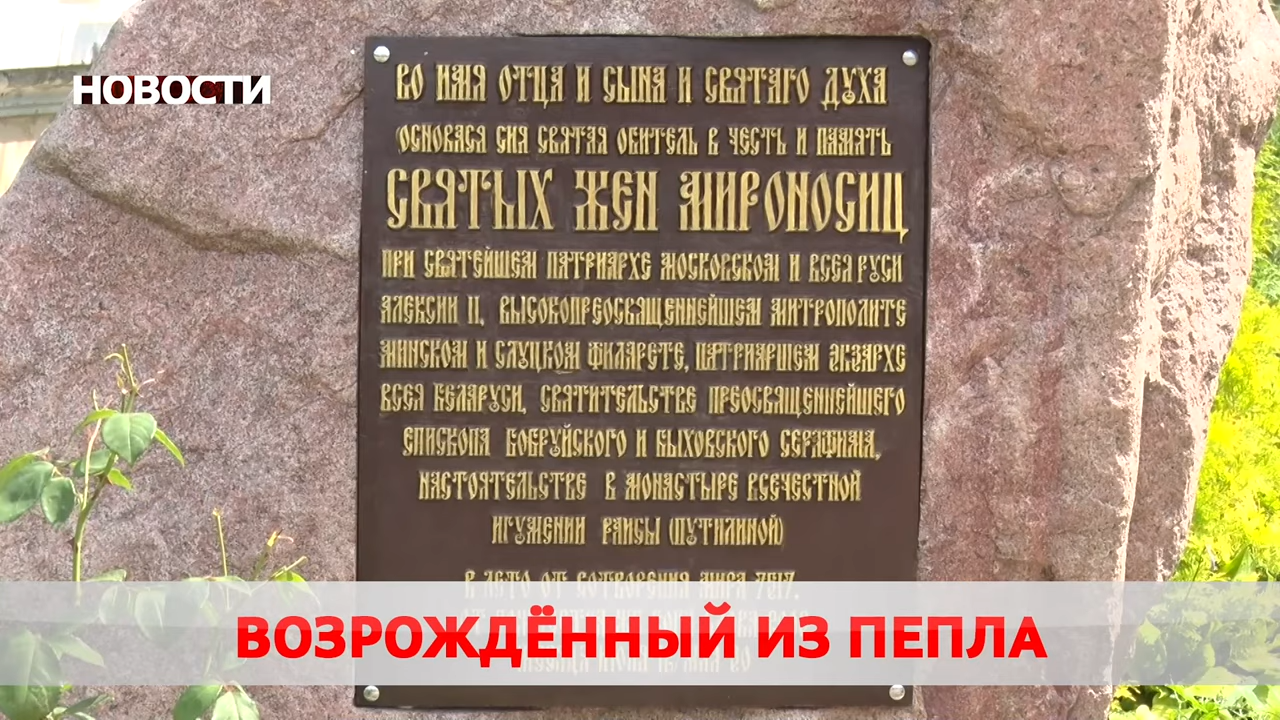 НОВОСТИ
ВО ИМЯ ОТЦА И СЫНА И СВЯТАГО ДУХА
ОСНОВАСЯ СИЯ СВЯТАЯ ОБИТЕЛЬ В ЧЕСТЬ И ПАМЯТЬ
СВЯТЫХ ЖЕН МИРОНОСИЦ
ПРИ СВЯТЕЙШЕМ ПАТРИАРХЕ МОСКОВСКОМ И ВСЕЯ РУСИ
АЛЕКСИИ II, ВЫСОКОПРЕОСВЯЩЕННЕЙШЕМ МИТРОПОЛИТЕ
МИНСКОМ И СЛУЦКОМ ФИЛАРЕТЕ, ПАТРИАРШЕМ ЭКЗАРХЕ
ВСЕЯ БЕЛАРУСИ, СВЯТИТЕЛЬСТВЕ ПРЕОСВЯЩЕННЕЙШЕГО
ЕПИСКОПА БОБРУЙСКОГО И БЫХОВСКОГО СЕРАФИМА,
НАСТОЯТЕЛЬСТВЕ В МОНАСТЫРЕ ВСЕЧЕСТНОЙ
ИГУМЕНИИ РАИСЫ (ШУТИЛИНОЙ)
В ЛЕТО ОТ СОТВОРЕНИЯ МИРА 7517,
ВОЗРОЖДЁННЫЙ ИЗ ПЕПЛА